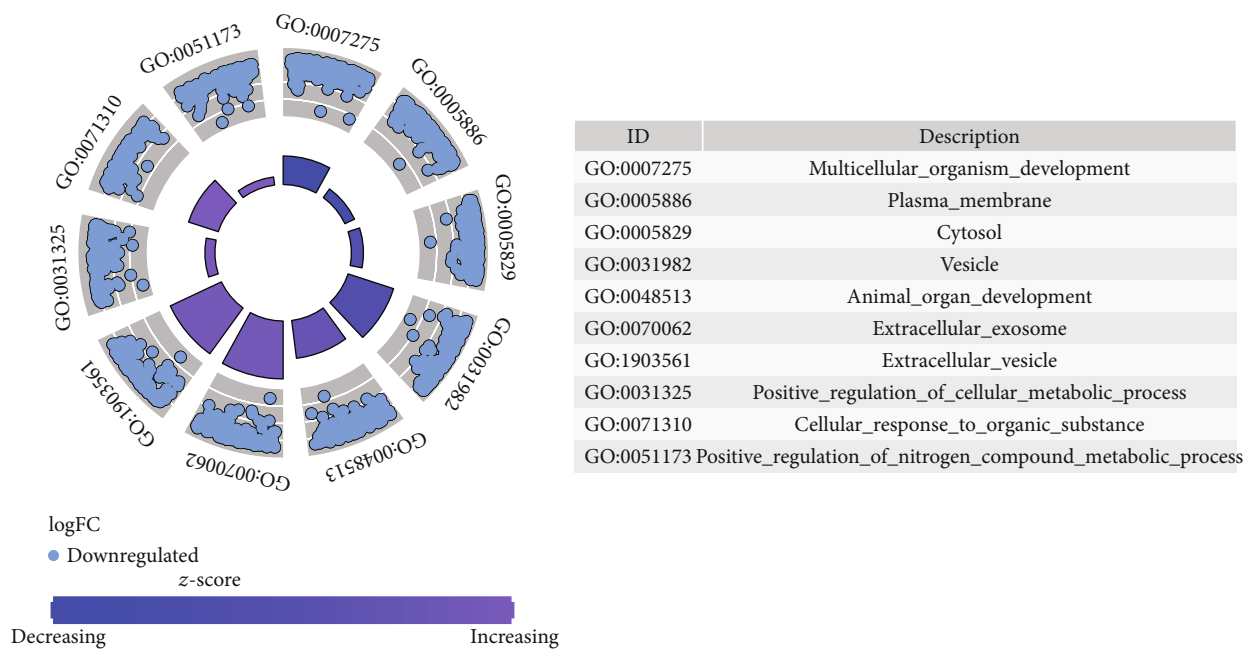 GO:0007275
GO:0005886
GO:0005829
GO:0031982
GO:0048513
GO:0070062
GO:1903561
GO:0031325
GO:0071310
GO:0051173
logFC
Downregulated
z-score
Decreasing Increasing
ID Description
GO:0007275 Multicellular_organism_development
GO:0005886 Plasma_membrane
GO:0005829 Cytosol
GO:0031982 Vesicle
GO:0048513 Animal_organ_development
GO:0070062 Extracellular_exosome
GO:1903561 Extracellular_vesicle
GO:0031325 Positive_regulation_of_cellular_metabolic_process
GO:0071310 Cellular_response_to_organic_substance
GO:0051173 Positive_regulation_of_nitrogen_compound_metabolic_process